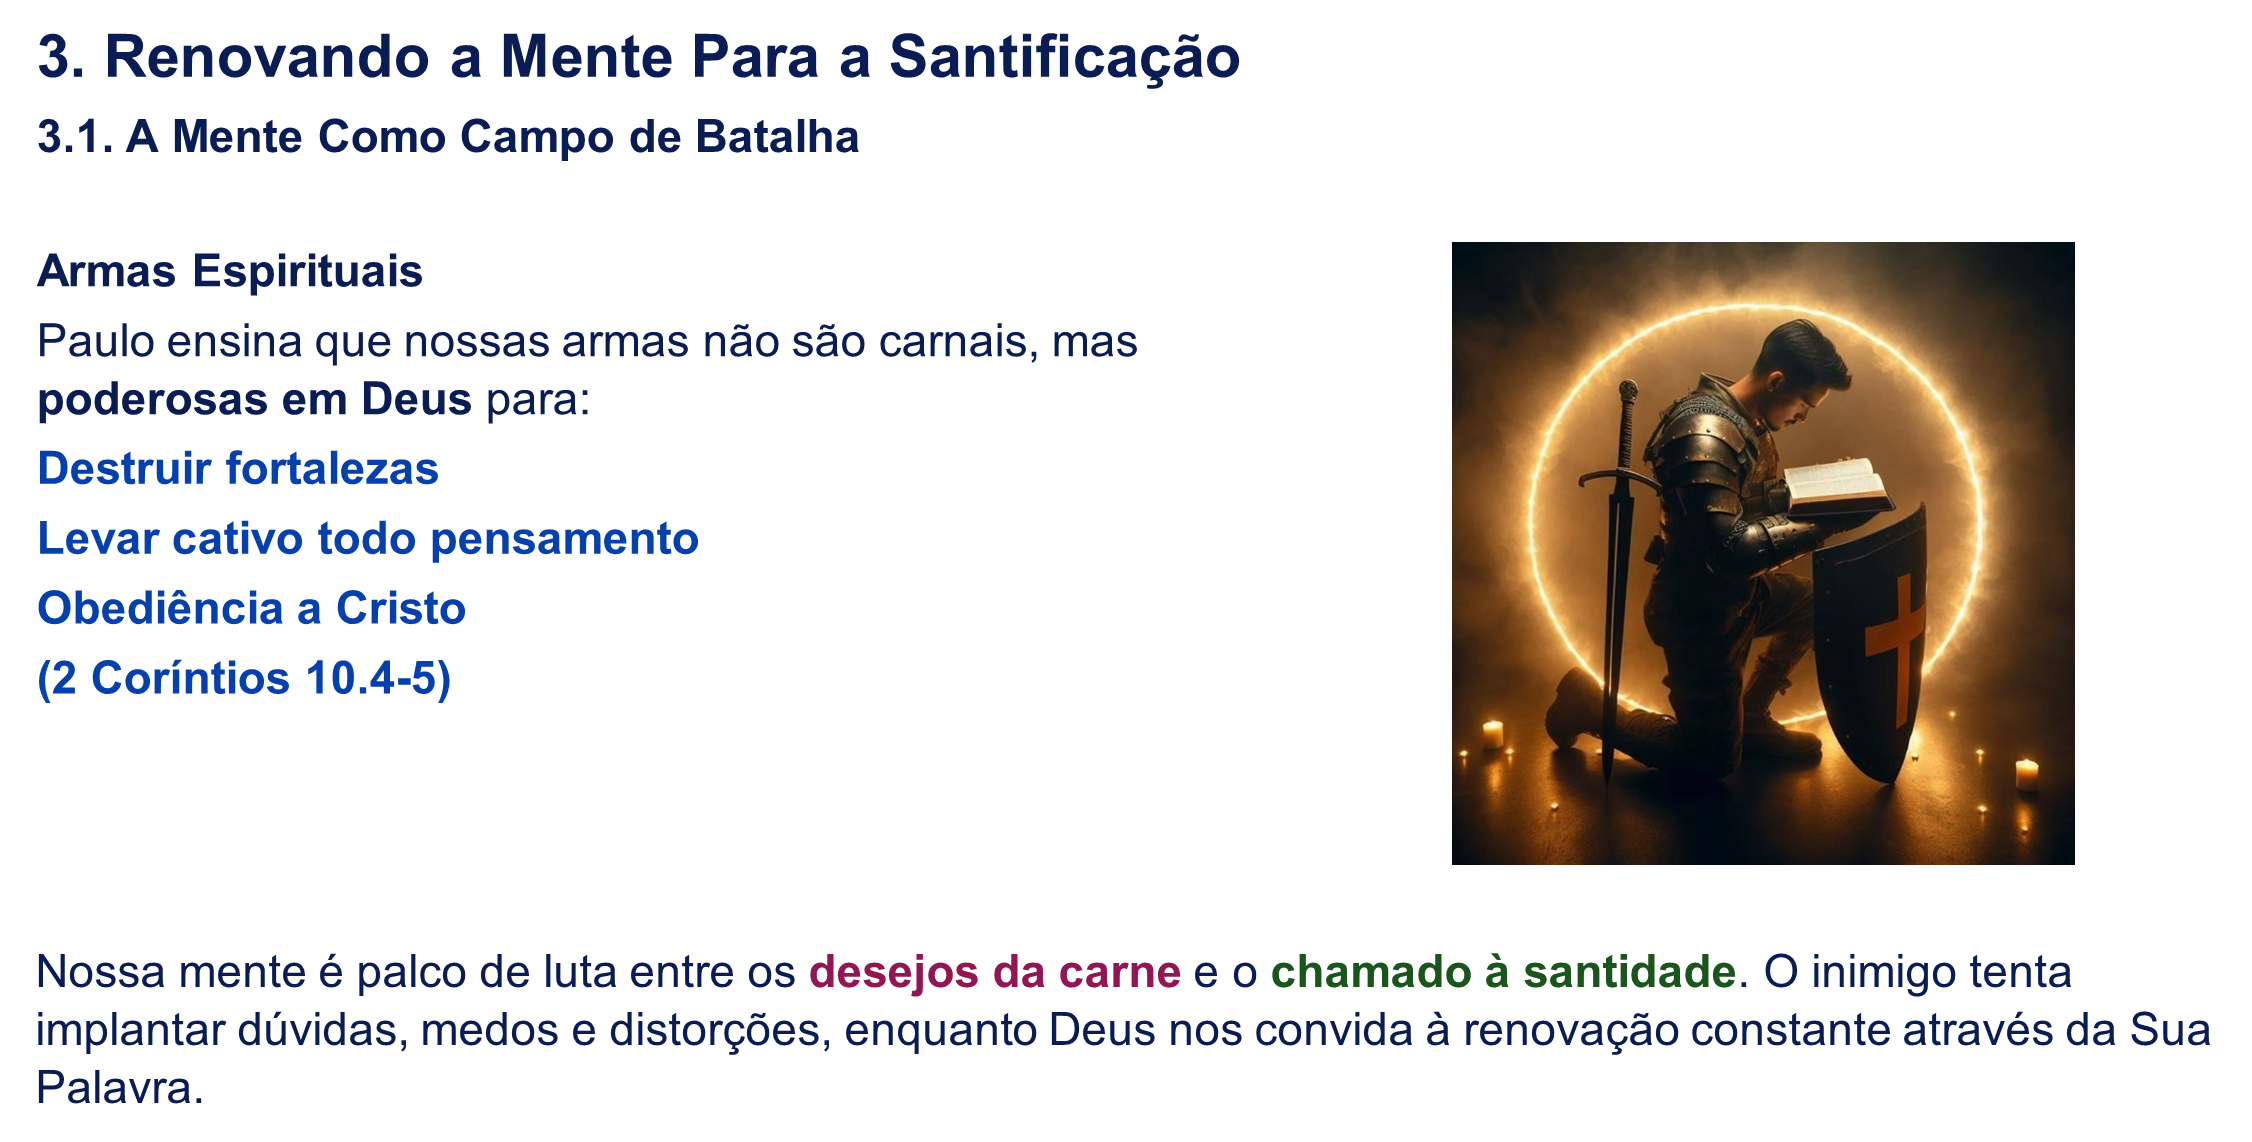 3. Renovando a Mente Para a Santificação
3.1. A Mente Como Campo de Batalha
Armas Espirituais
Paulo ensina que nossas armas não são carnais, mas
poderosas em Deus para:
Destruir fortalezas
Levar cativo todo pensamento
Obediência a Cristo
(2 Coríntios 10.4-5)
Nossa mente é palco de luta entre os desejos da carne e o chamado à santidade. O inimigo tenta
implantar dúvidas, medos e distorções, enquanto Deus nos convida à renovação constante através da Sua
Palavra.